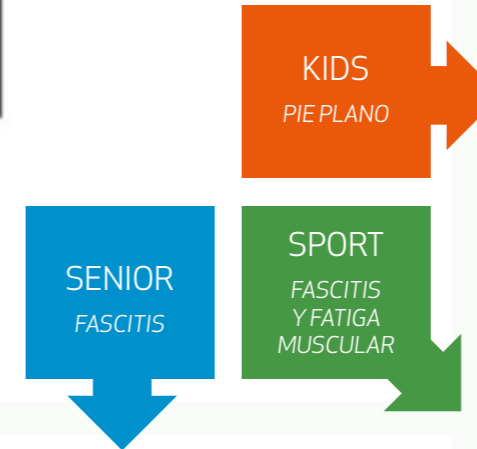 KIDS
PIE PLANO
SENIOR
FASCITIS
SPORT
FASCITIS
Y FATIGA
MUSCULAR